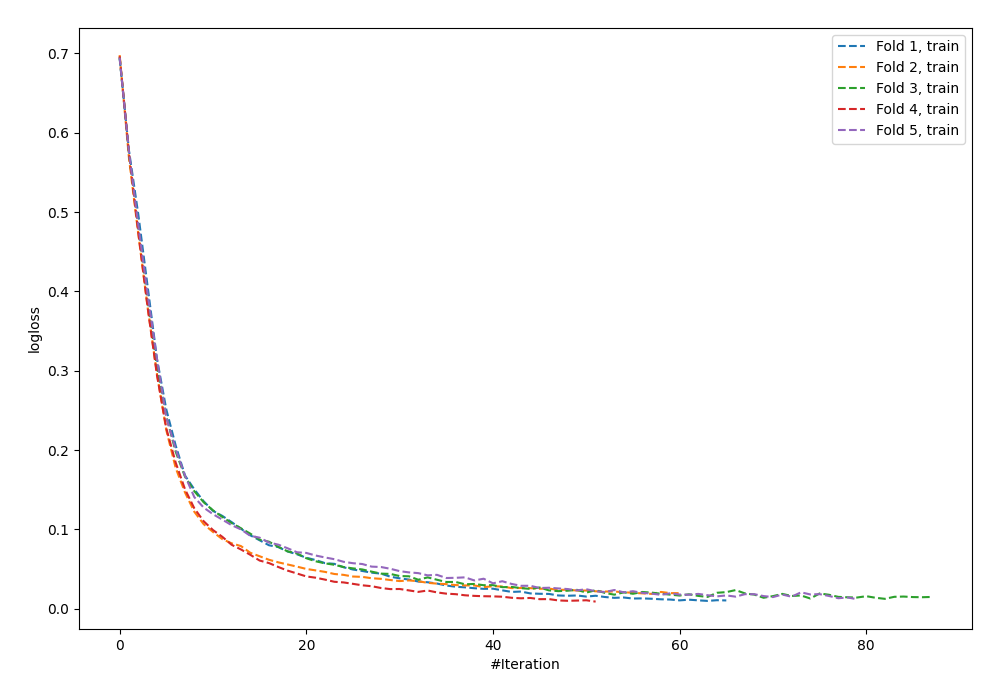 0.7
0.6
0.5
0.4
0.3
0.2
0.1
0.0
logloss
0
20
40
60
80
#Iteration
Fold 1, train
Fold 2, train
Fold 3, train
Fold 4, train
Fold 5, train